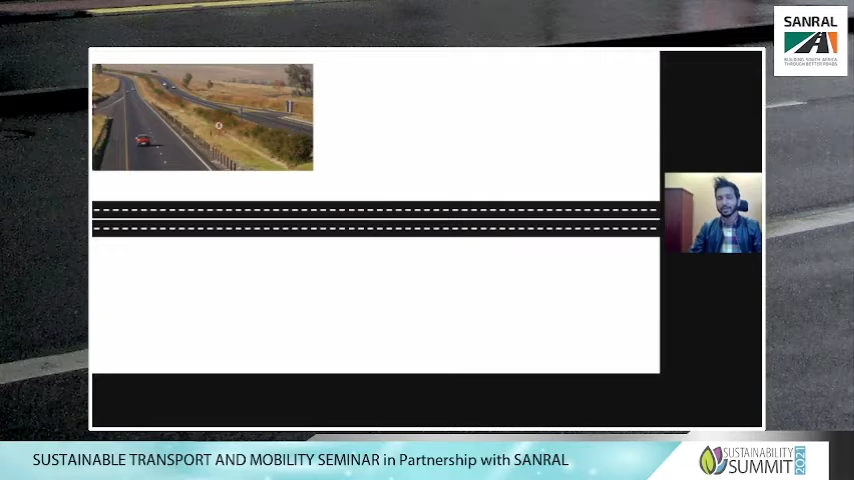 SANRAL
BUILDING SOUTH AFRICA
THROUGH BETTER ROADS
SUSTAINABLE TRANSPORT AND MOBILITY SEMINAR in Partnership with SANRAL
SUSTAINABILITY
SUMMIT 2021